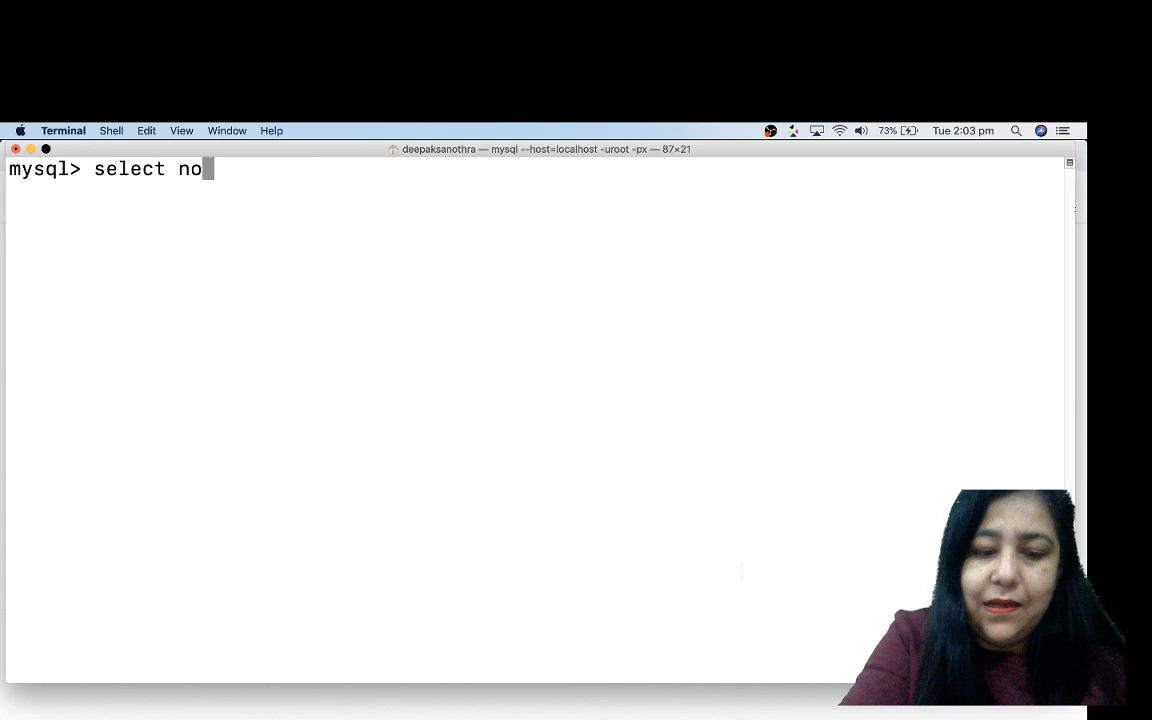 Terminal Shell Edit View Window Help 73% Tue 2:03 pm
deepaksanothra — mysql --host=localhost -uroot -px — 87×21
mysql> select no